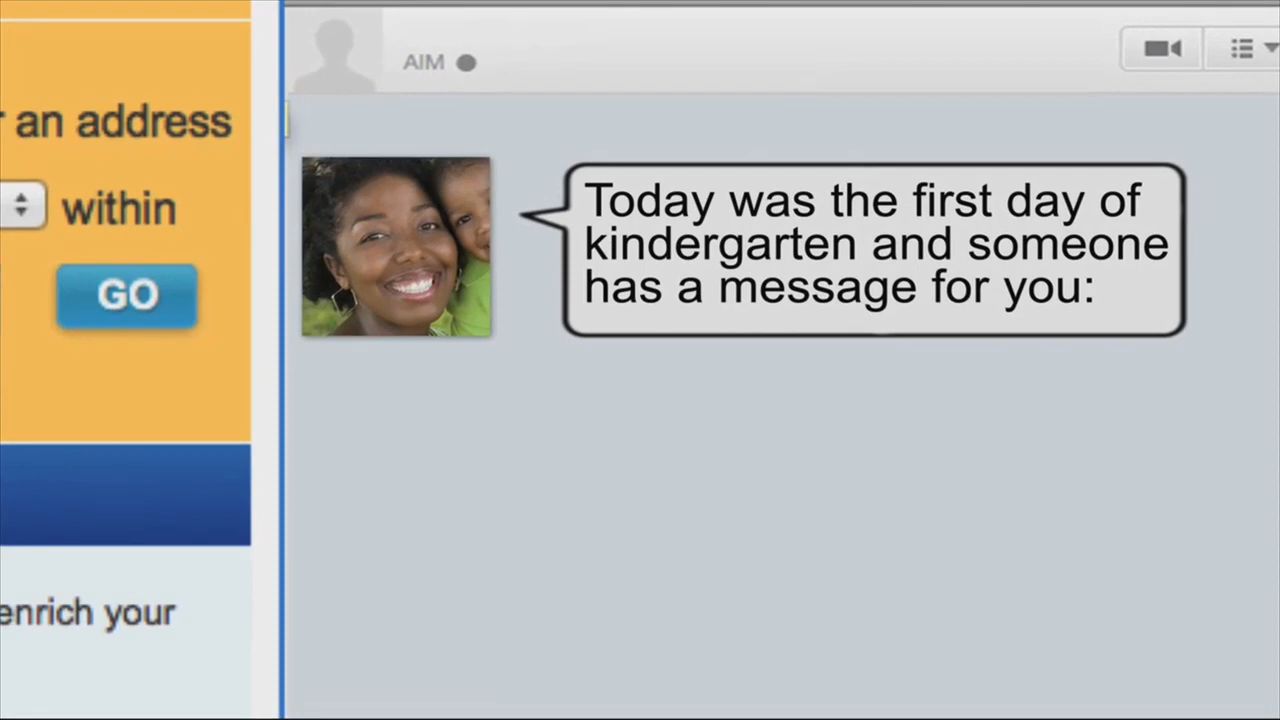 r an address
within
GO
enrich your
AIM
Today was the first day of
kindergarten and someone
has a message for you: